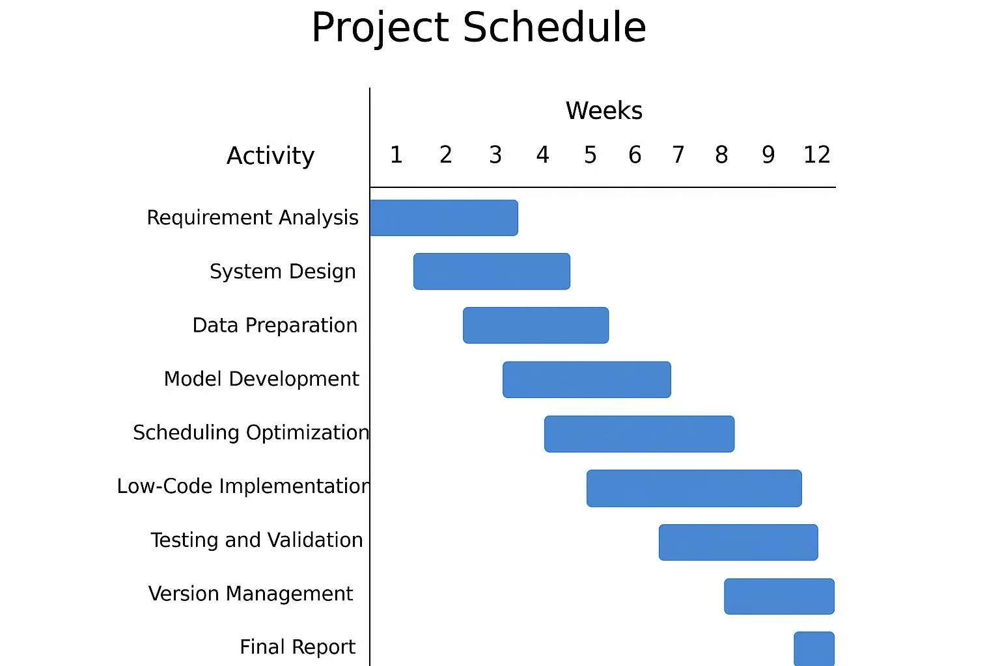 Project Schedule
Weeks
Activity 1 2 3 4 5 6 7 8 9 12
Requirement Analysis
System Design
Data Preparation
Model Development
Scheduling Optimization
Low-Code Implementation
Testing and Validation
Version Management
Final Report